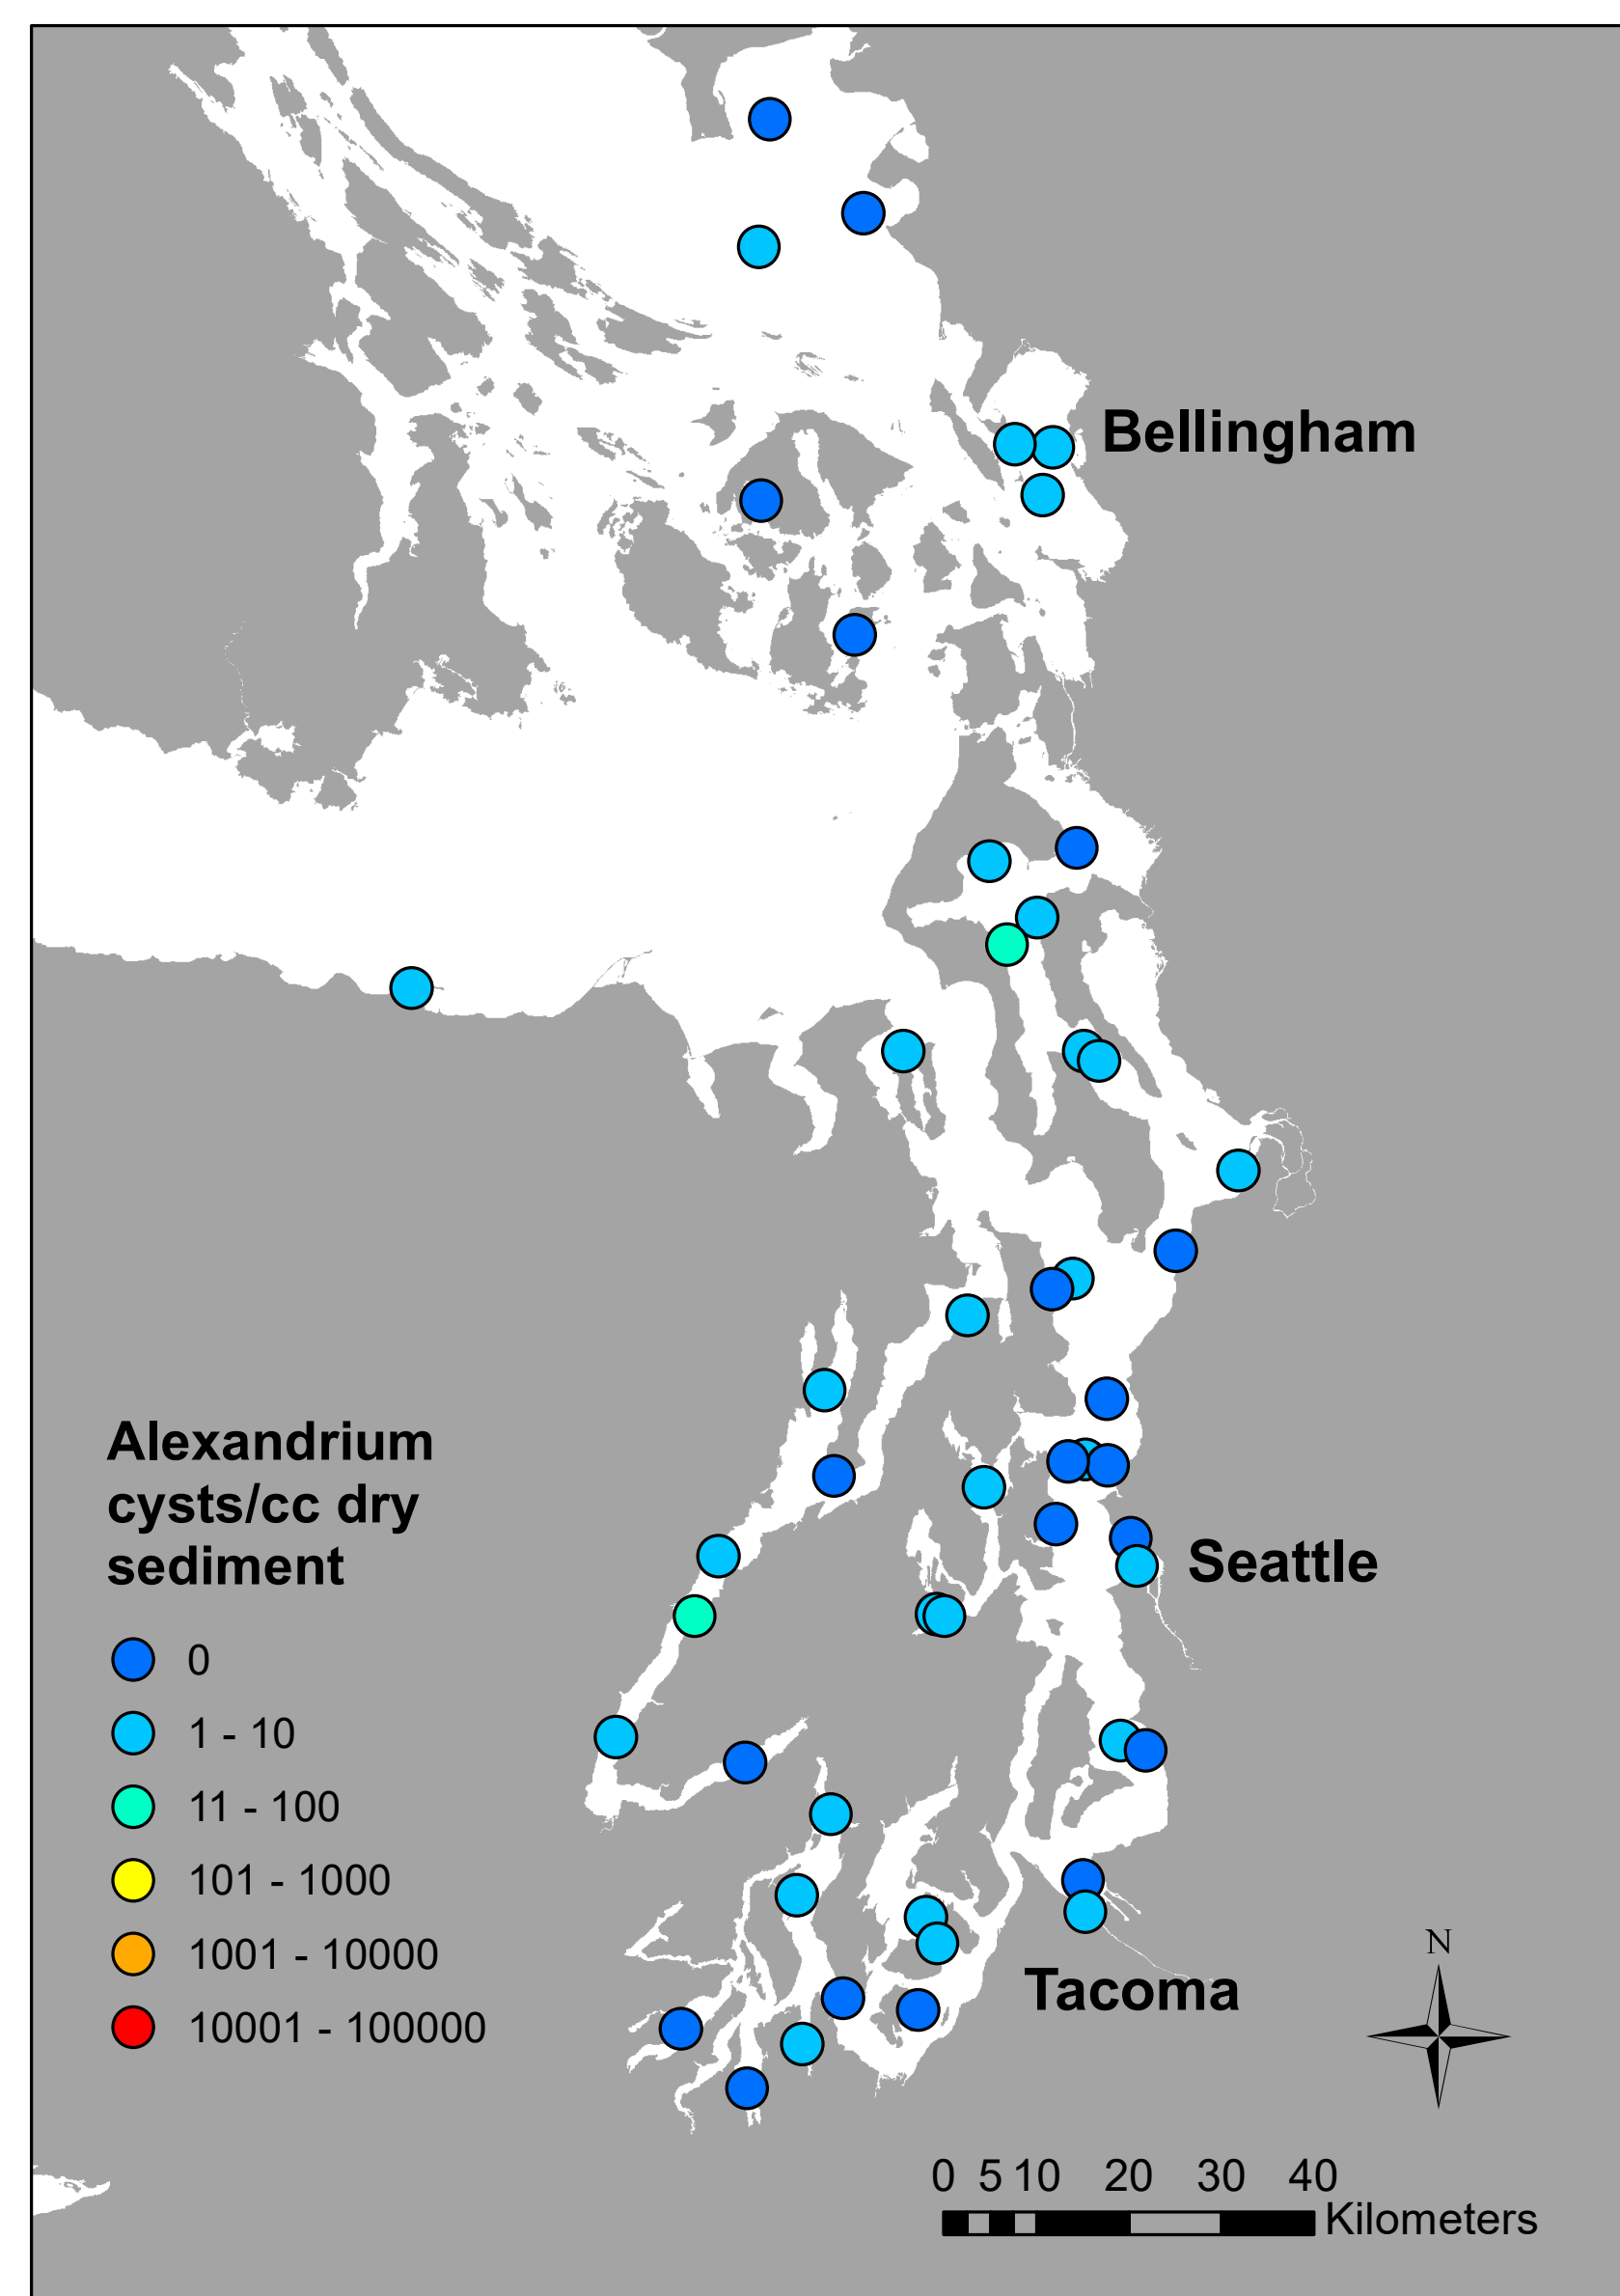 Bellingham
Alexandrium
cysts/cc dry
sediment
Seattle
0
1 - 10
11 - 100
101 - 1000
1001 - 10000
10001 - 100000
Tacoma
N
0 5 10 20 30 40
Kilometers